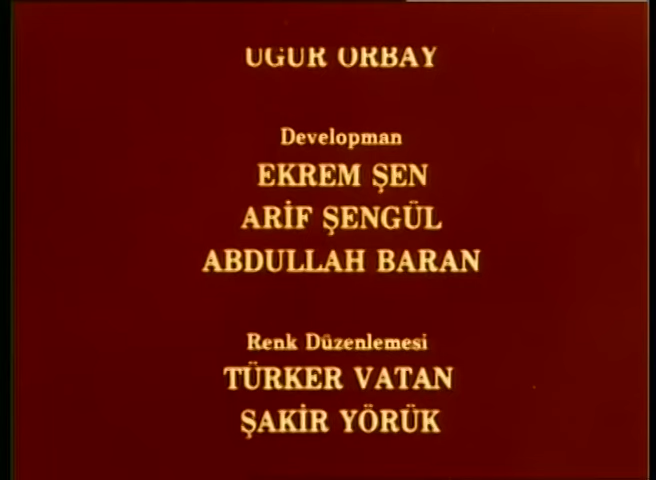 UĞUR ORBAY
Developman
EKREM ŞEN
ARİF ŞENGÜL
ABDULLAH BARAN
Renk Düzenlemesi
TÜRKER VATAN
ŞAKİR YÖRÜK